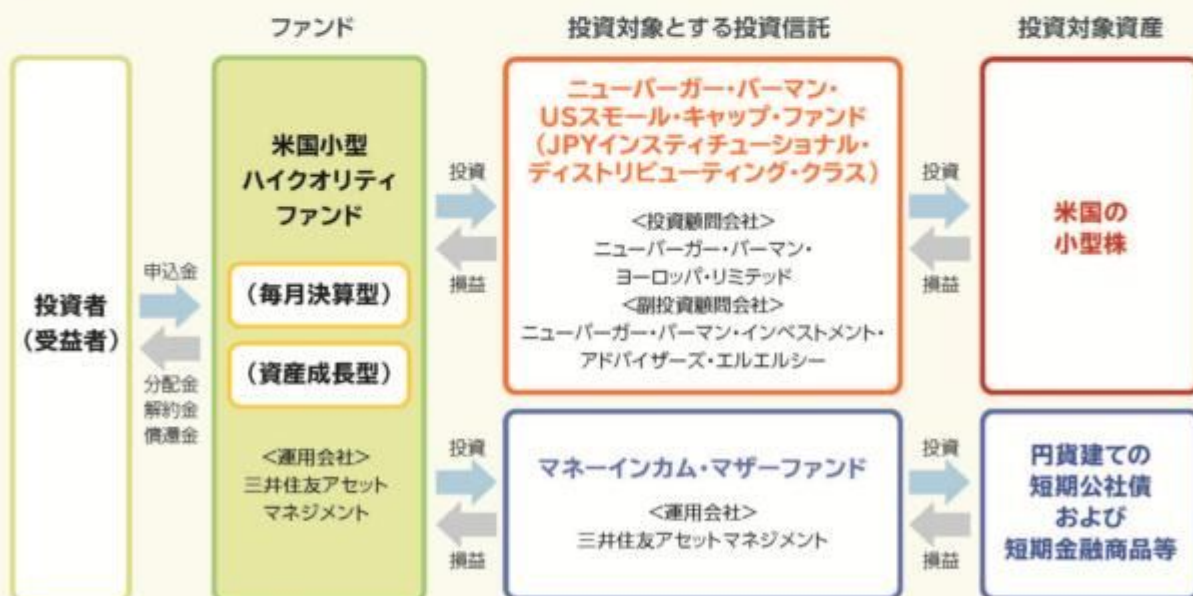 ファンド
投資対象とする投資信託
投資対象資産
投資者
(受益者)
申込金
分配金
解約金
償還金
米国小型
ハイクオリティ
ファンド
(毎月決算型)
(資産成長型)
<運用会社>
三井住友アセット
マネジメント
投資
損益
ニューバーガー・バーマン・
USスモール・キャップ・ファンド
(JPYインスティチューショナル・
ディストリビューティング・クラス)
<投資顧問会社>
ニューバーガー・バーマン・
ヨーロッパ・リミテッド
<副投資顧問会社>
ニューバーガー・バーマン・インベストメント・
アドバイザーズ・エルエルシー
投資
損益
米国の
小型株
投資
損益
マネーインカム・マザーファンド
<運用会社>
三井住友アセットマネジメント
投資
損益
円貨建ての
短期公社債
および
短期金融商品等